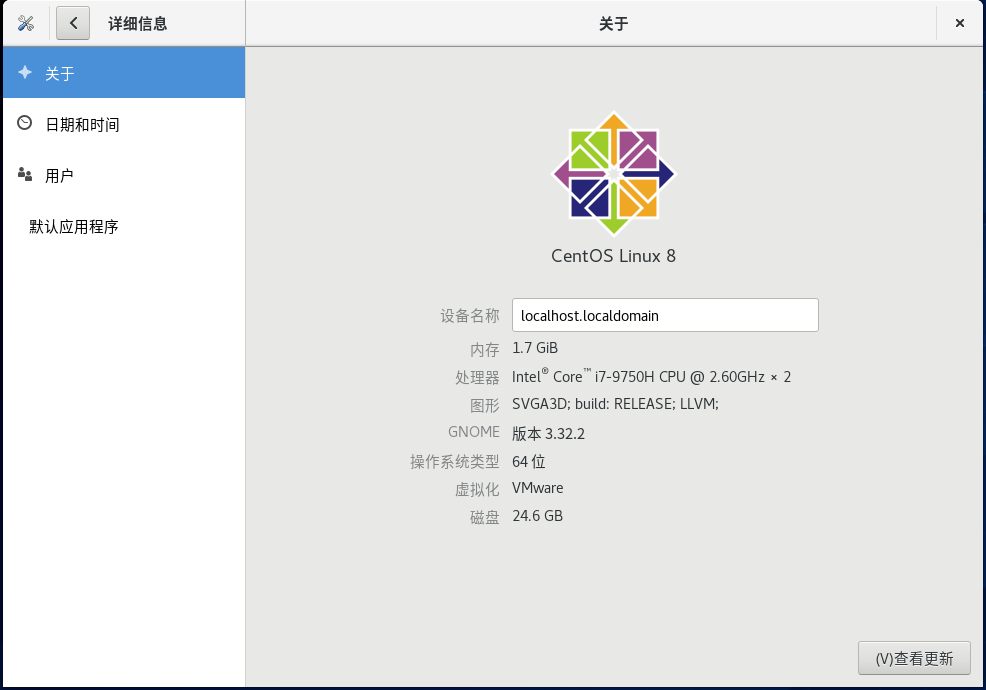 详细信息
关于
关于
日期和时间
用户
默认应用程序
CentOS Linux 8
设备名称 localhost.localdomain
内存 1.7 GiB
处理器 Intel® Core™ i7-9750H CPU @ 2.60GHz × 2
图形 SVGA3D; build: RELEASE; LLVM;
GNOME 版本 3.32.2
操作系统类型 64 位
虚拟化 VMware
磁盘 24.6 GB
(V)查看更新